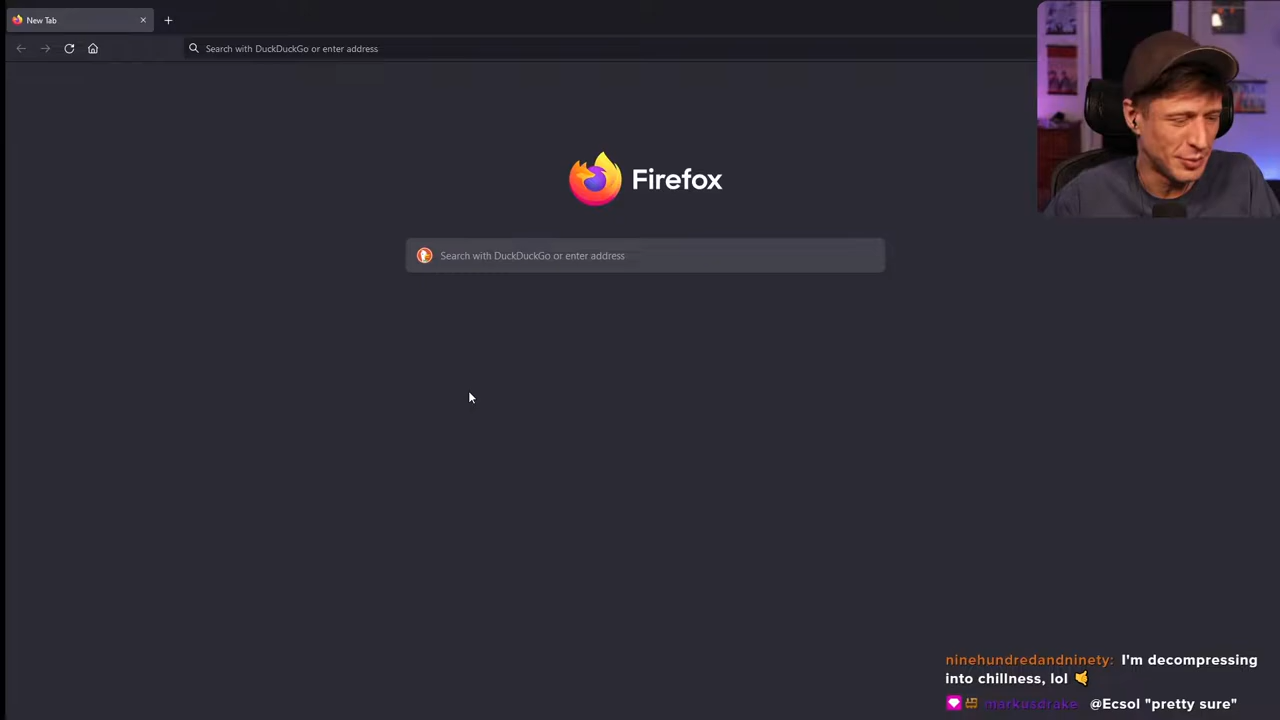 New Tab
Search with DuckDuckGo or enter address
Firefox
Search with DuckDuckGo or enter address
ninehundredandninety: I'm decompressing
into chillness, lol
markusdrake @Ecsol "pretty sure"